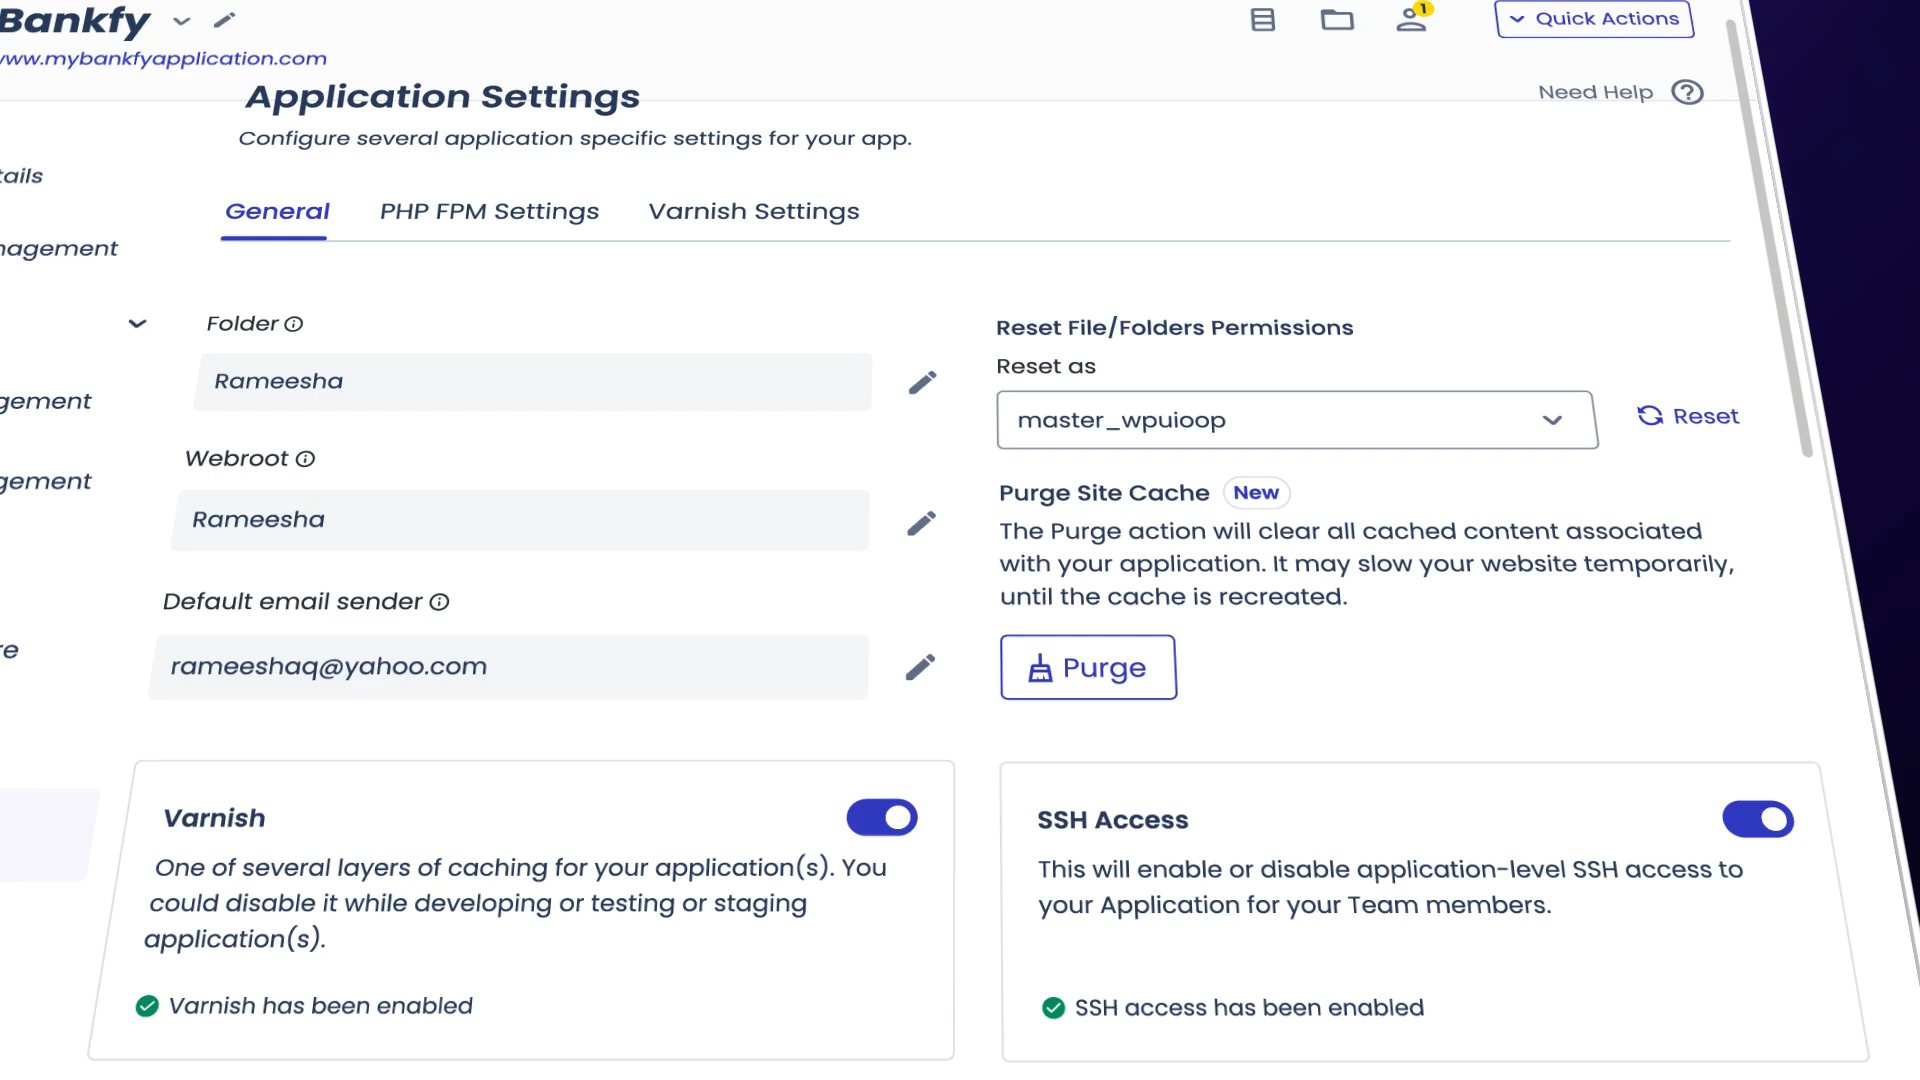 Bankfy
www.mybankfyapplication.com
1
Quick Actions
Need Help
Application Settings
Configure several application specific settings for your app.
General
PHP FPM Settings
Varnish Settings
tails
nagement
gement
gement
re
Folder
Rameesha
Webroot
Rameesha
Default email sender
rameeshaq@yahoo.com
Reset File/Folders Permissions
Reset as
master_wpuioop
Reset
Purge Site Cache New
The Purge action will clear all cached content associated
with your application. It may slow your website temporarily,
until the cache is recreated.
Purge
Varnish
One of several layers of caching for your application(s). You
could disable it while developing or testing or staging
application(s).
Varnish has been enabled
SSH Access
This will enable or disable application-level SSH access to
your Application for your Team members.
SSH access has been enabled